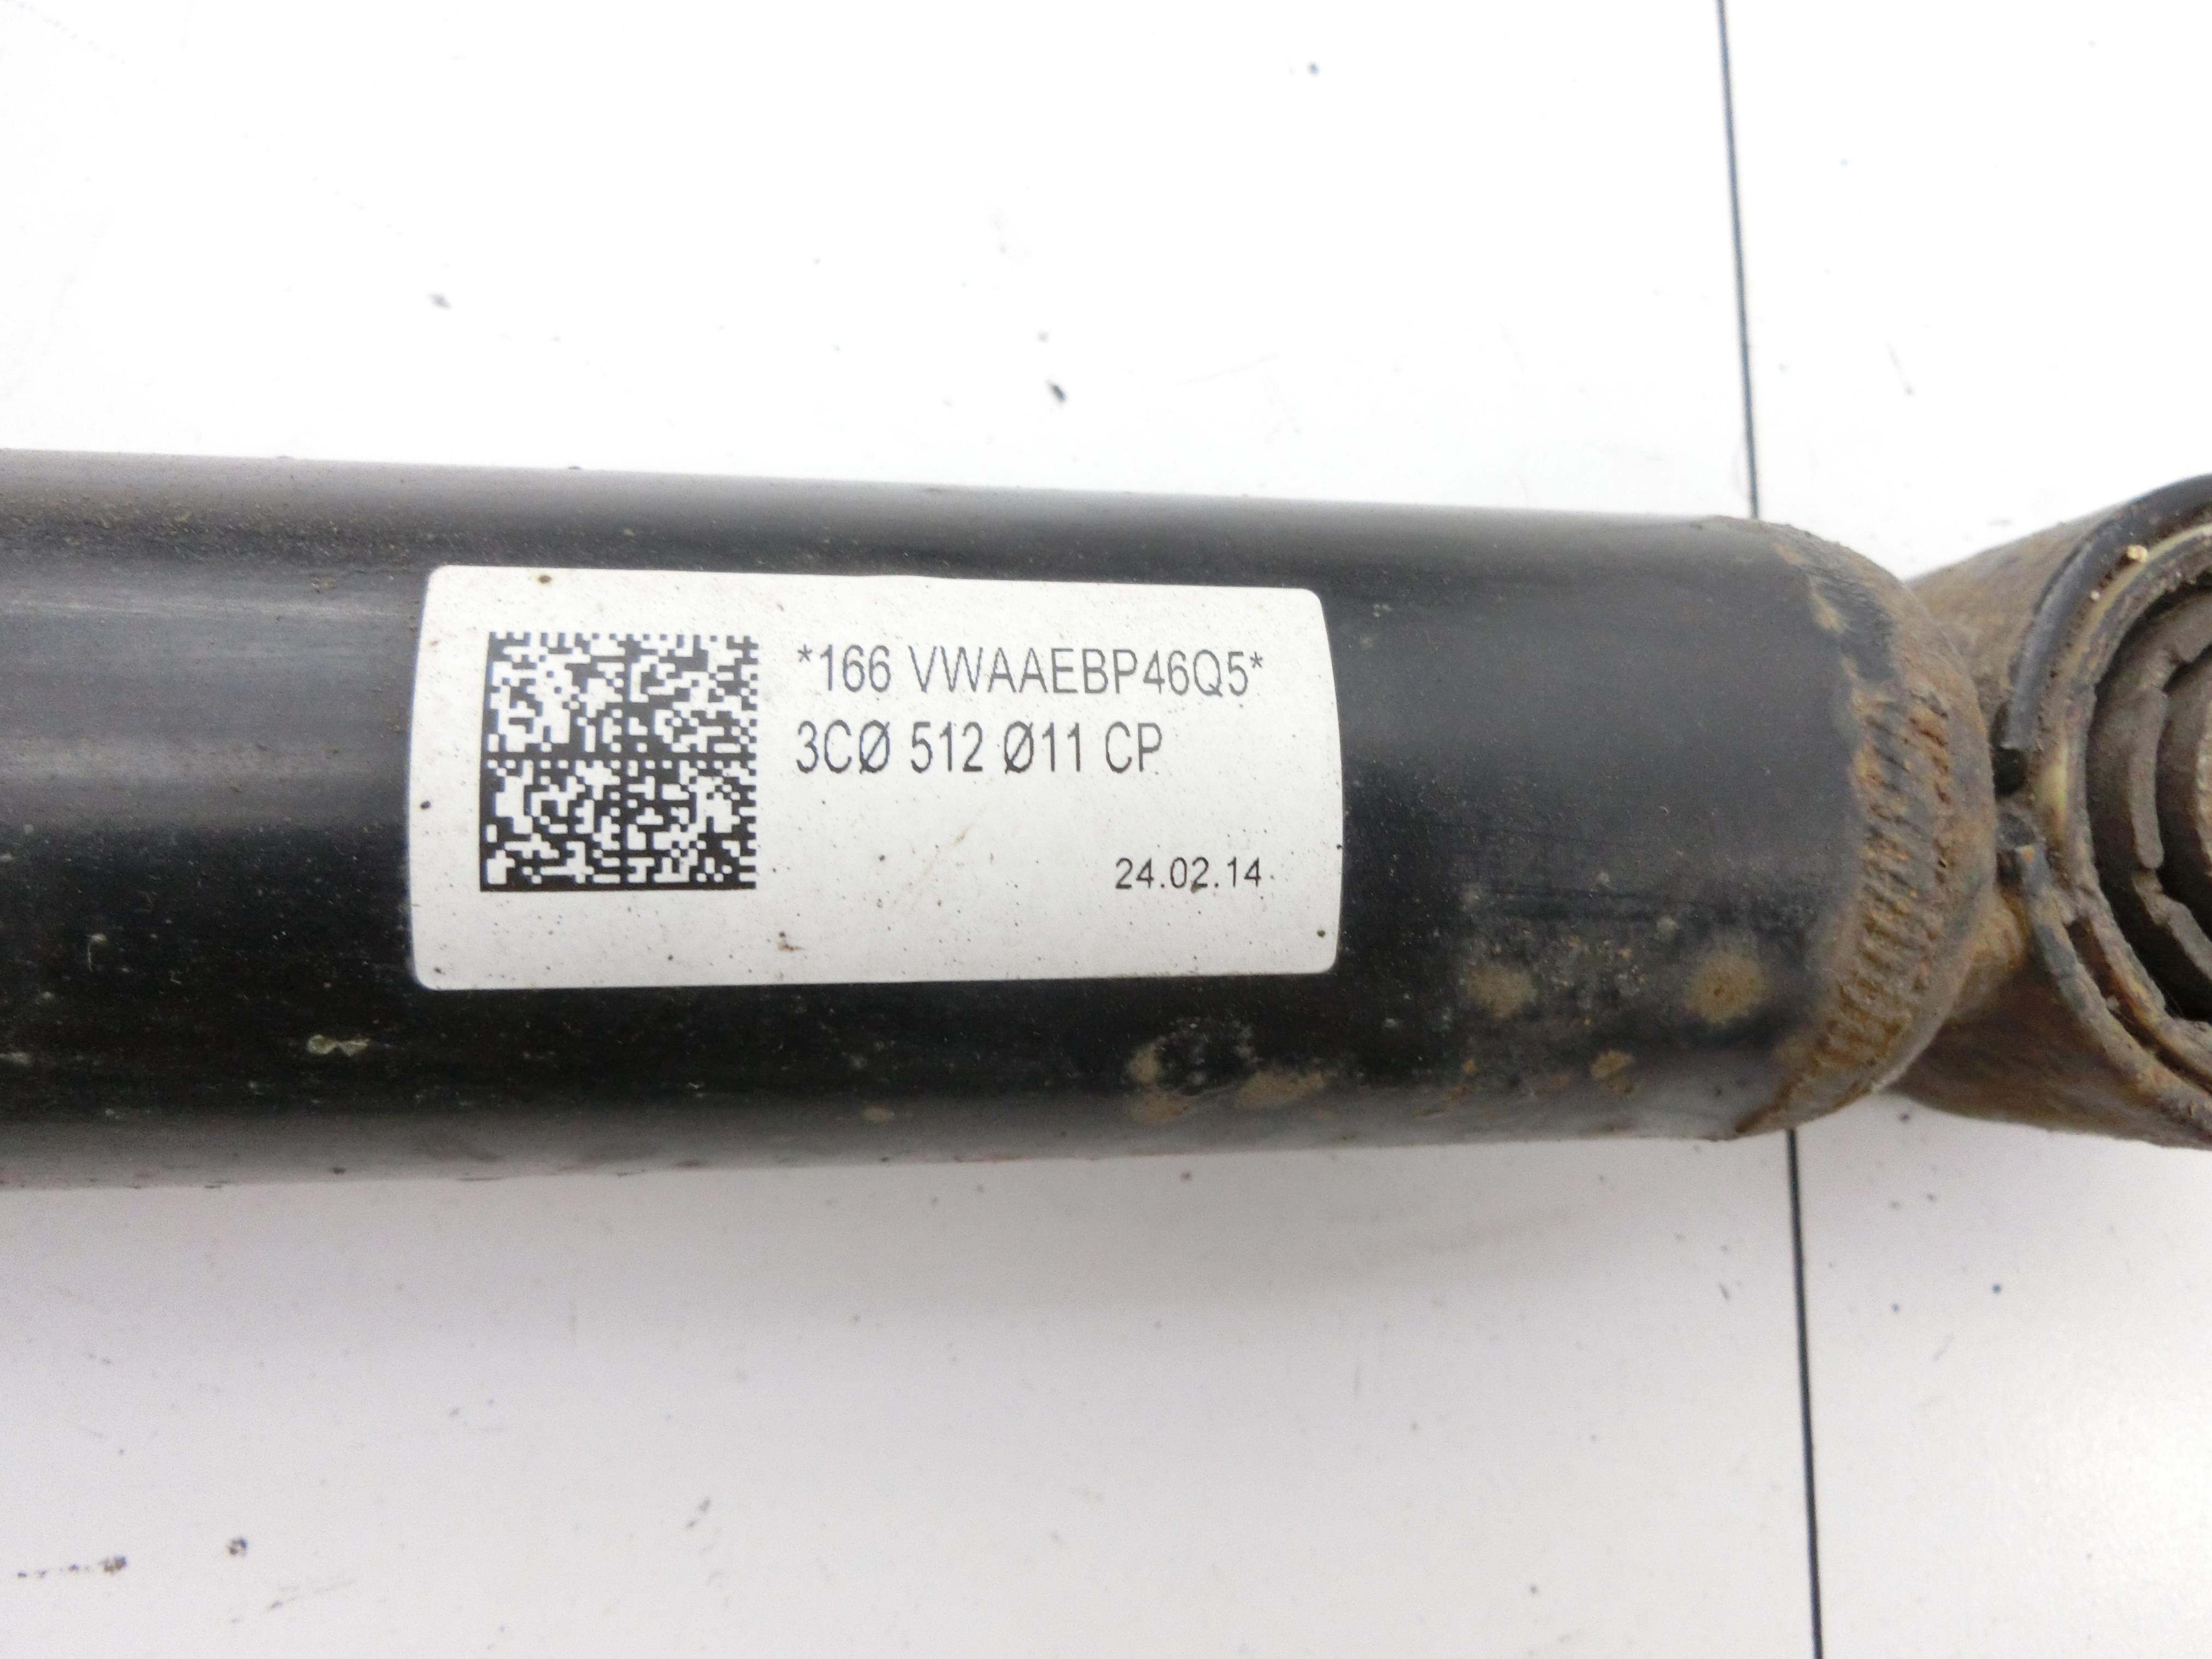 *166 VWAAEBP46Q5*
3CØ 512 Ø11 CP
24.02.14